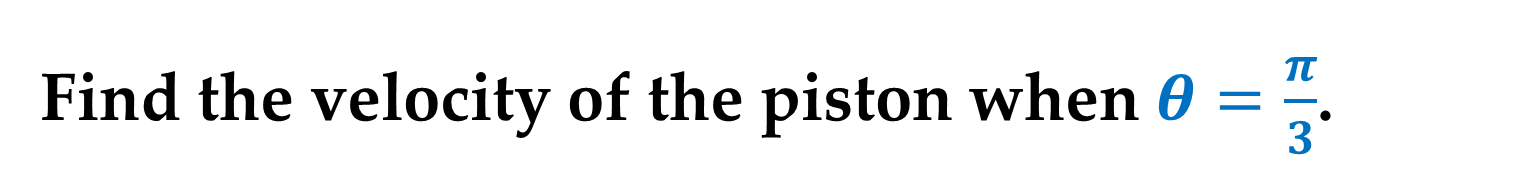 Find the velocity of the piston when θ = π/3.